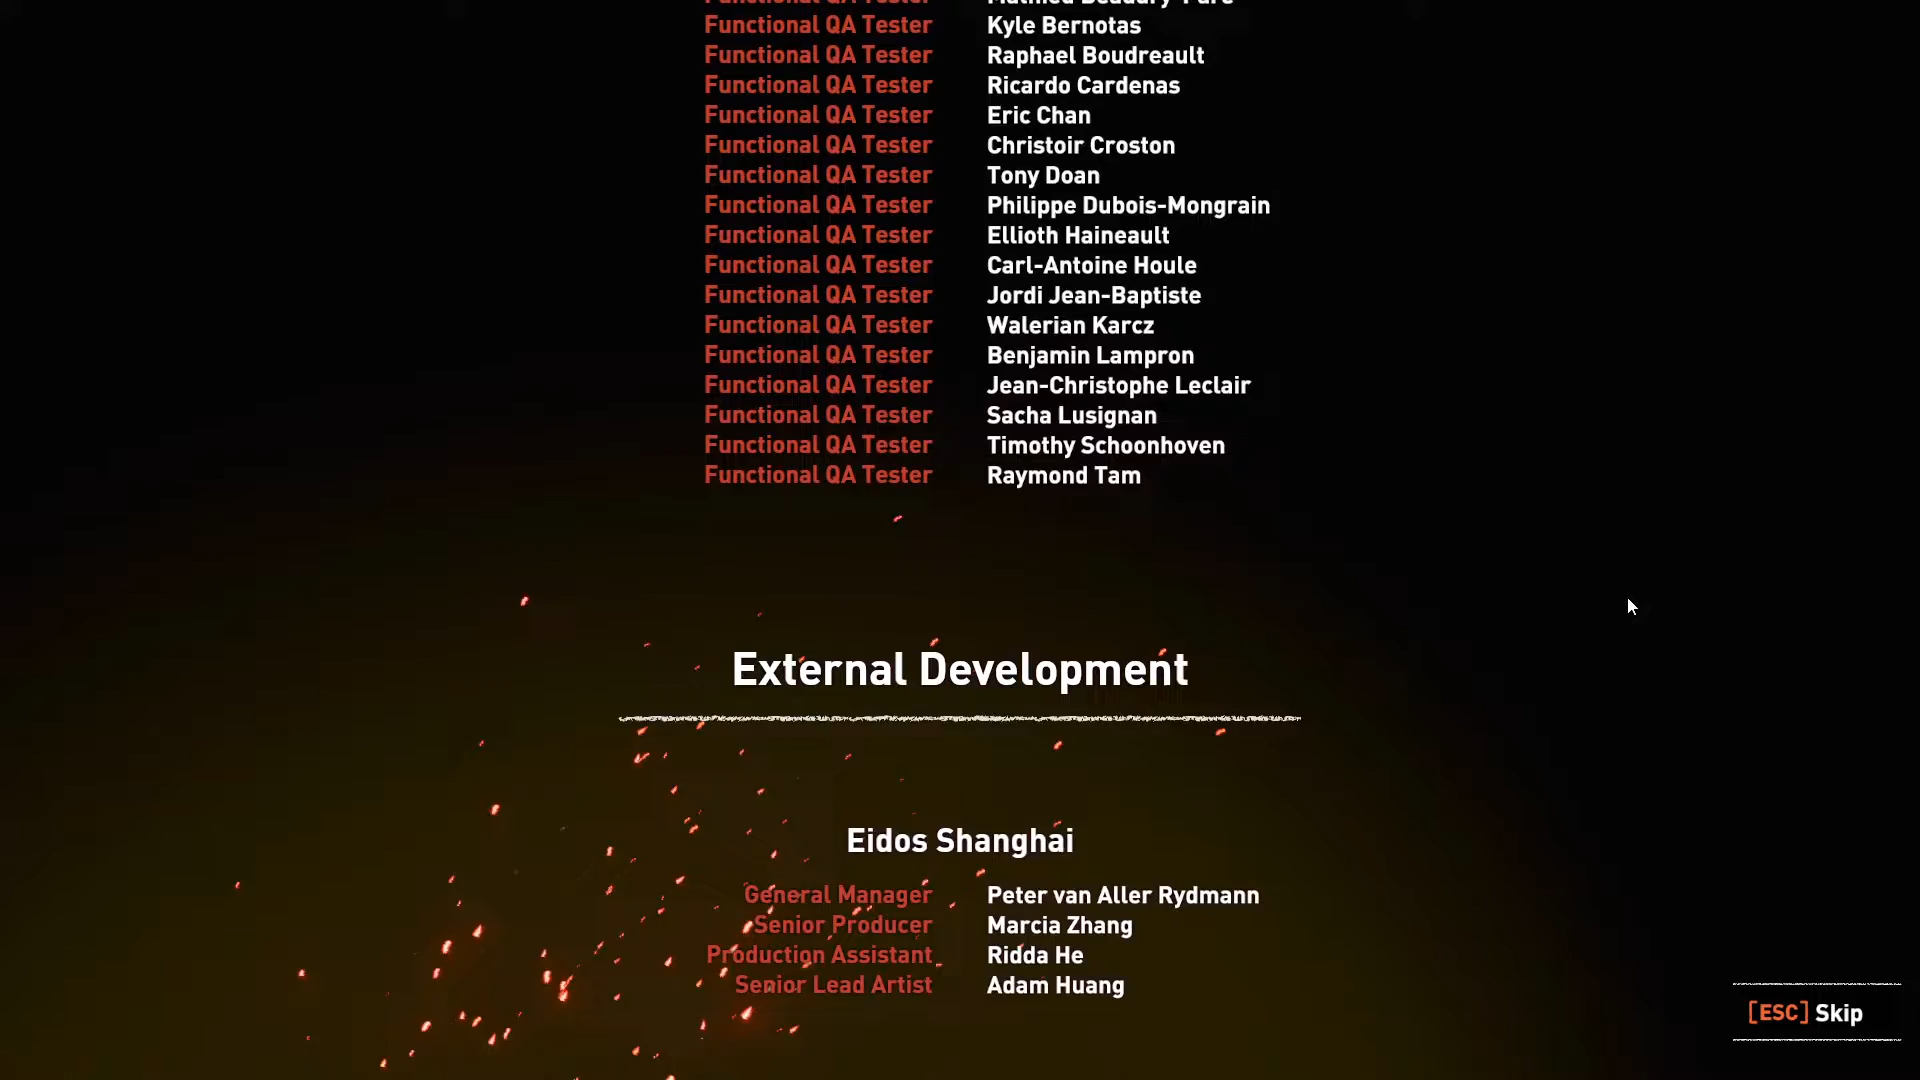 Functional QA Tester
Functional QA Tester Kyle Bernotas
Functional QA Tester Raphael Boudreault
Functional QA Tester Ricardo Cardenas
Functional QA Tester Eric Chan
Functional QA Tester Christoir Croston
Functional QA Tester Tony Doan
Functional QA Tester Philippe Dubois-Mongrain
Functional QA Tester Ellioth Haineault
Functional QA Tester Carl-Antoine Houle
Functional QA Tester Jordi Jean-Baptiste
Functional QA Tester Walerian Karcz
Functional QA Tester Benjamin Lampron
Functional QA Tester Jean-Christophe Leclair
Functional QA Tester Sacha Lusignan
Functional QA Tester Timothy Schoonhoven
Functional QA Tester Raymond Tam
External Development
Eidos Shanghai
General Manager Peter van Aller Rydmann
Senior Producer Marcia Zhang
Production Assistant Ridda He
Senior Lead Artist Adam Huang
[ESC] Skip